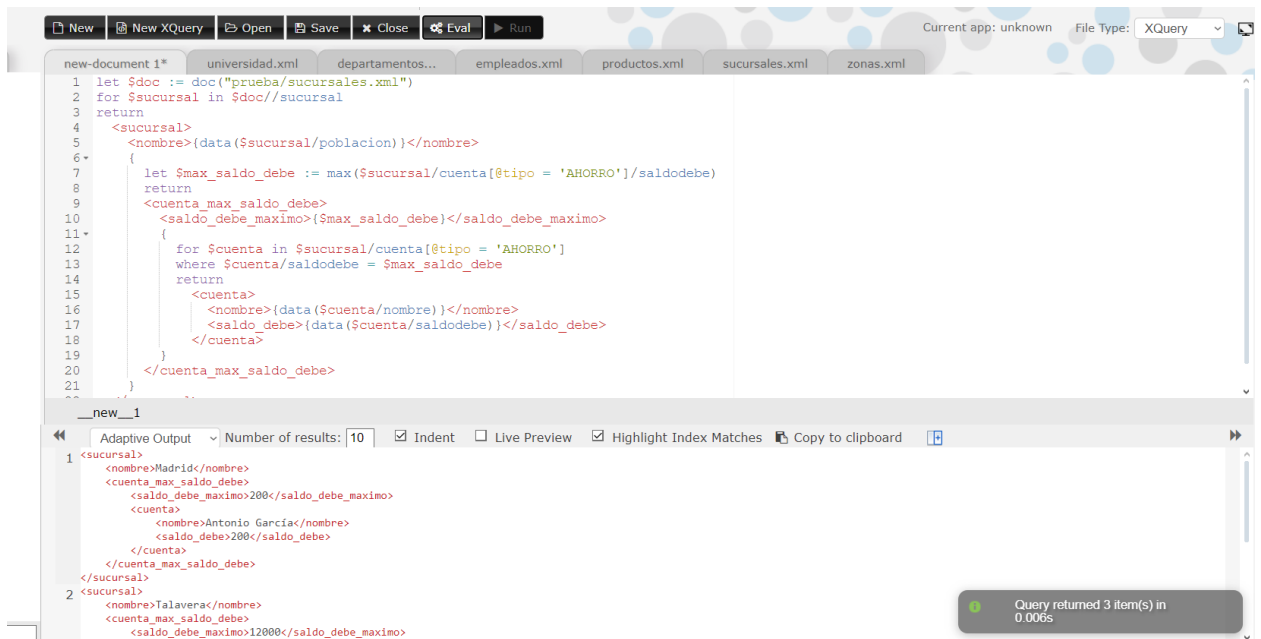 New New XQuery Open Save Close Eval Run Current app: unknown File Type: XQuery
new-document 1* universidad.xml departamentos... empleados.xml productos.xml sucursales.xml zonas.xml
1 let $doc := doc("prueba/sucursales.xml")
2 for $sucursal in $doc//sucursal
3 return
4 <sucursal>
5 <nombre>{data($sucursal/poblacion)}</nombre>
6 {
7 let $max_saldo_debe := max($sucursal/cuenta[@tipo = 'AHORRO']/saldodebe)
8 return
9 <cuenta_max_saldo_debe>
10 <saldo_debe_maximo>{$max_saldo_debe}</saldo_debe_maximo>
11 {
12 for $cuenta in $sucursal/cuenta[@tipo = 'AHORRO']
13 where $cuenta/saldodebe = $max_saldo_debe
14 return
15 <cuenta>
16 <nombre>{data($cuenta/nombre)}</nombre>
17 <saldo_debe>{data($cuenta/saldodebe)}</saldo_debe>
18 </cuenta>
19 }
20 </cuenta_max_saldo_debe>
21 }
__new__1
Adaptive Output Number of results: 10 Indent Live Preview Highlight Index Matches Copy to clipboard
1 <sucursal>
<nombre>Madrid</nombre>
<cuenta_max_saldo_debe>
<saldo_debe_maximo>200</saldo_debe_maximo>
<cuenta>
<nombre>Antonio García</nombre>
<saldo_debe>200</saldo_debe>
</cuenta>
</cuenta_max_saldo_debe>
</sucursal>
2 <sucursal>
<nombre>Talavera</nombre>
<cuenta_max_saldo_debe>
<saldo_debe_maximo>12000</saldo_debe_maximo>
Query returned 3 item(s) in
0.006s